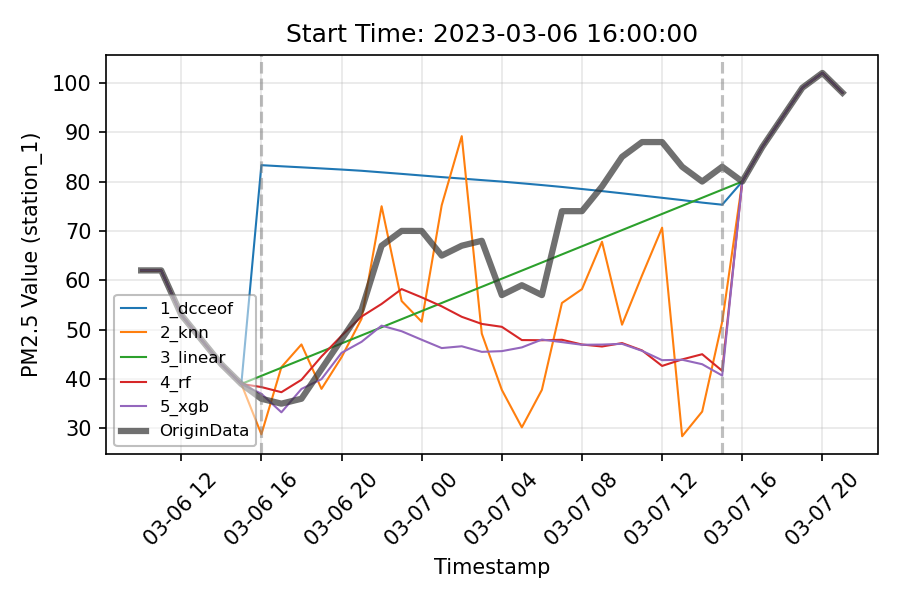 Start Time: 2023-03-06 16:00:00
PM2.5 Value (station_1)
100
90
80
70
60
50
40
30
1_dcceof
2_knn
3_linear
4_rf
5_xgb
OriginData
03-06 12
03-06 16
03-06 20
03-07 00
03-07 04
03-07 08
03-07 12
03-07 16
03-07 20
Timestamp